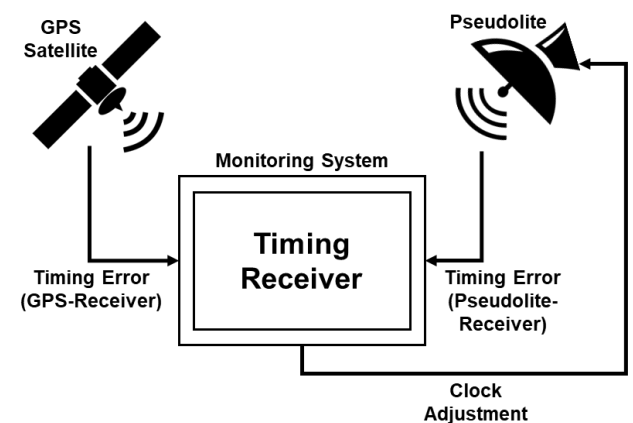 GPS
Satellite
Pseudolite
Monitoring System
Timing
Receiver
Timing Error
(GPS-Receiver)
Timing Error
(Pseudolite-
Receiver)
Clock
Adjustment